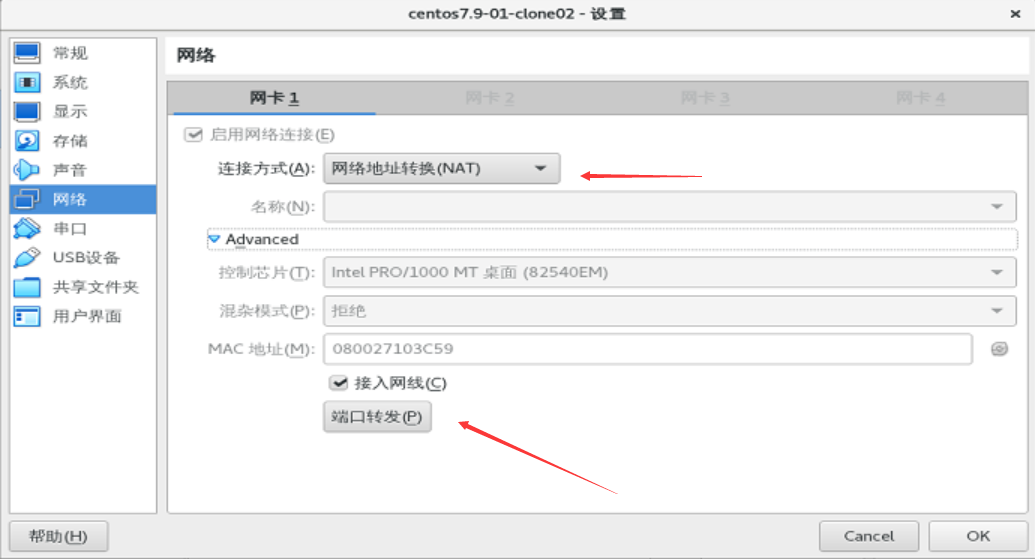 centos7.9-01-clone02 - 设置
常规
系统
显示
存储
声音
网络
串口
USB设备
共享文件夹
用户界面
网络
网卡 1 网卡 2 网卡 3 网卡 4
启用网络连接(E)
连接方式(A): 网络地址转换(NAT)
名称(N):
Advanced
控制芯片(T): Intel PRO/1000 MT 桌面 (82540EM)
混杂模式(P): 拒绝
MAC 地址(M): 080027103C59
接入网线(C)
端口转发(P)
帮助(H) Cancel OK